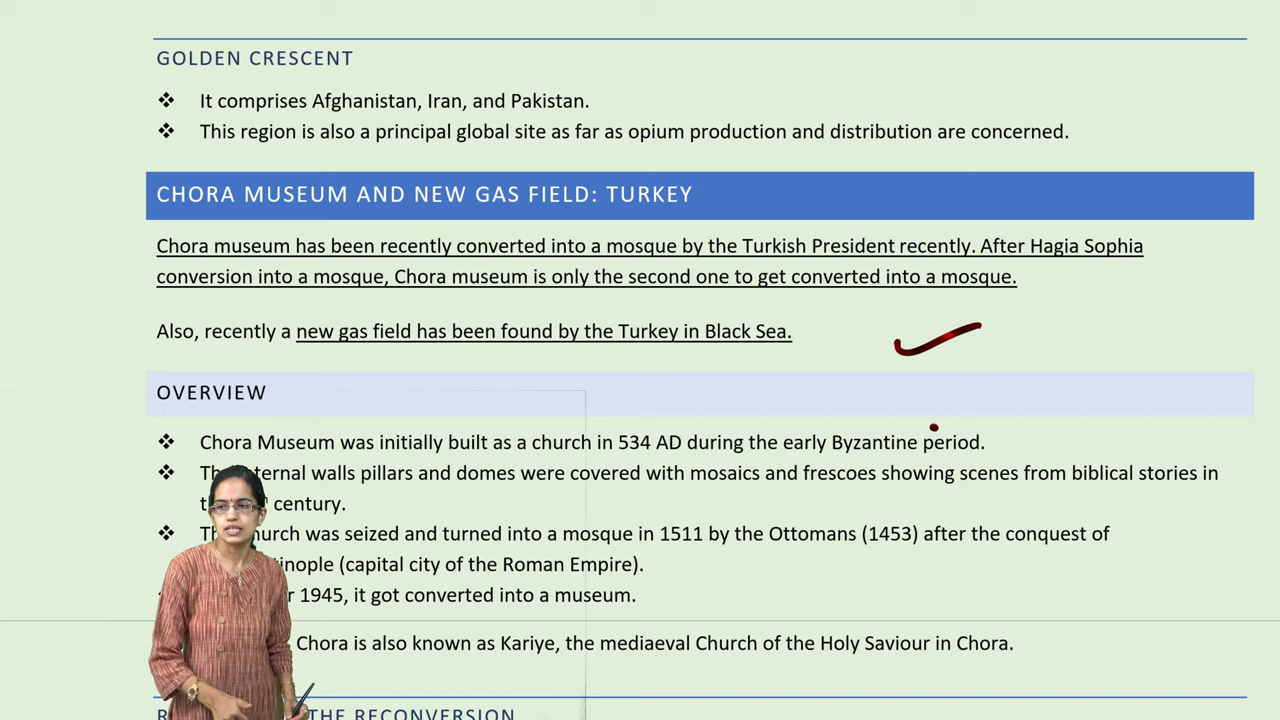 GOLDEN CRESCENT
❖ It comprises Afghanistan, Iran, and Pakistan.
❖ This region is also a principal global site as far as opium production and distribution are concerned.
CHORA MUSEUM AND NEW GAS FIELD: TURKEY
Chora museum has been recently converted into a mosque by the Turkish President recently. After Hagia Sophia
conversion into a mosque, Chora museum is only the second one to get converted into a mosque.
Also, recently a new gas field has been found by the Turkey in Black Sea.
OVERVIEW
❖ Chora Museum was initially built as a church in 534 AD during the early Byzantine period.
❖ walls pillars and domes were covered with mosaics and frescoes showing scenes from biblical stories in
century.
❖ was seized and turned into a mosque in 1511 by the Ottomans (1453) after the conquest of
(capital city of the Roman Empire).
1945, it got converted into a museum.
Chora is also known as Kariye, the mediaeval Church of the Holy Saviour in Chora.
THE RECONVERSION